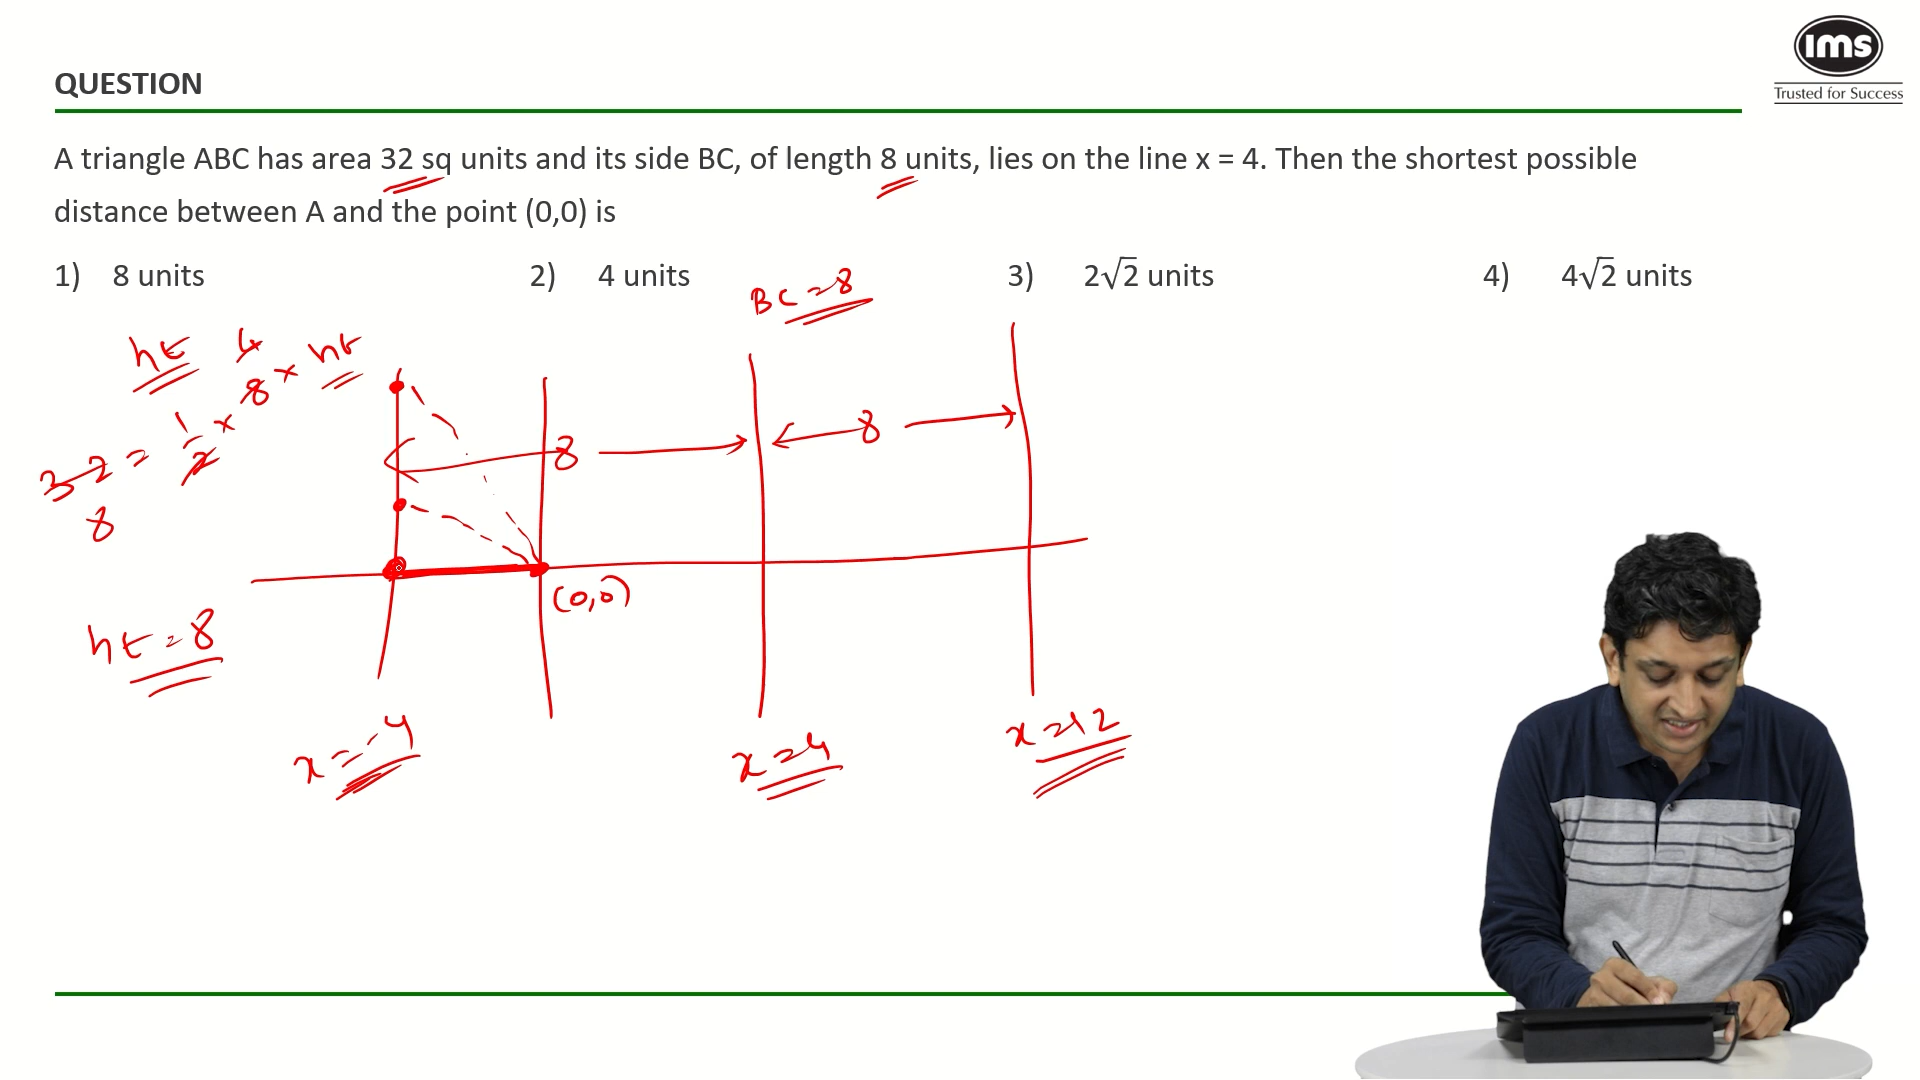 ıms
Trusted for Success
QUESTION
A triangle ABC has area 32 sq units and its side BC, of length 8 units, lies on the line x = 4. Then the shortest possible
distance between A and the point (0,0) is
1) 8 units 2) 4 units 3) 2√2 units 4) 4√2 units
BC = 8
ht
4
32 = 1/2 × 8 × ht
8
8
8
(0,0)
ht = 8
x = -4
x = 4
x = 12